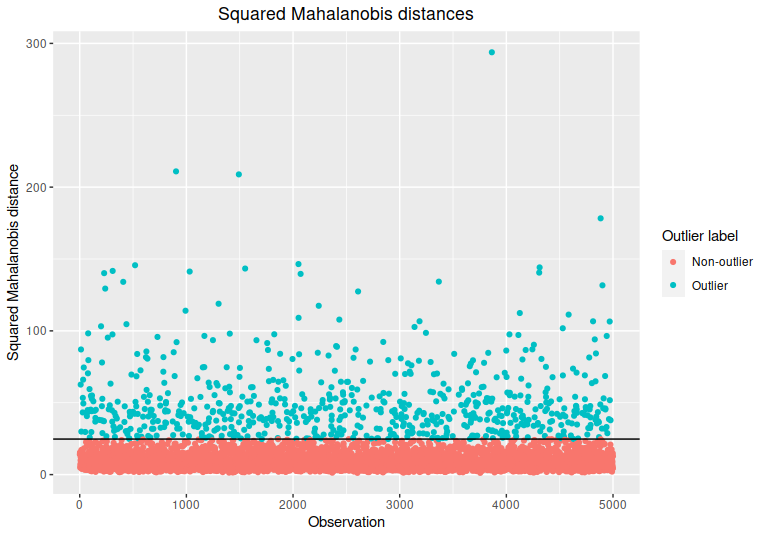 Squared Mahalanobis distances
Squared Mahalanobis distance
300
200
100
0
0 1000 2000 3000 4000 5000
Observation
Outlier label
Non-outlier
Outlier